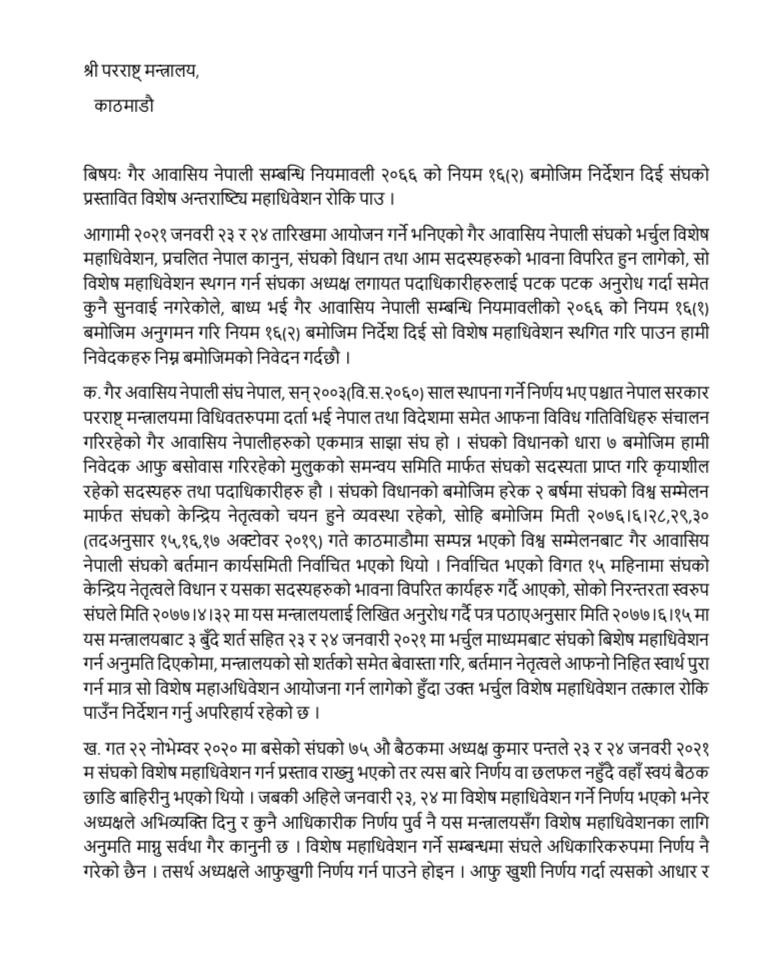 श्री परराष्ट्र मन्त्रालय,
काठमाडौ
बिषयः गैर आवासिय नेपाली सम्बन्धि नियमावली २०६६ को नियम १६(२) बमोजिम निर्देशन दिई संघको
प्रस्तावित विशेष अन्तराष्ट्यि महाधिवेशन रोकि पाउ ।
आगामी २०२१ जनवरी २३ र २४ तारिखमा आयोजन गर्ने भनिएको गैर आवासिय नेपाली संघको भर्चुल विशेष
महाधिवेशन, प्रचलित नेपाल कानुन, संघको विधान तथा आम सदस्यहरुको भावना विपरित हुन लागेको, सो
विशेष महाधिवेशन स्थगन गर्न संघका अध्यक्ष लगायत पदाधिकारीहरुलाई पटक पटक अनुरोध गर्दा समेत
कुनै सुनवाई नगरेकोले, बाध्य भई गैर आवासिय नेपाली सम्बन्धि नियमावलीको २०६६ को नियम १६(१)
बमोजिम अनुगमन गरि नियम १६(२) बमोजिम निर्देश दिई सो विशेष महाधिवेशन स्थगित गरि पाउन हामी
निवेदकहरु निम्न बमोजिमको निवेदन गर्दछौ ।
क. गैर अवासिय नेपाली संघ नेपाल, सन् २००३(वि.स.२०६०) साल स्थापना गर्ने निर्णय भए पश्चात नेपाल सरकार
परराष्ट्र मन्त्रालयमा विधिवतरुपमा दर्ता भई नेपाल तथा विदेशमा समेत आफना विविध गतिविधिहरु संचालन
गरिरहेको गैर आवासिय नेपालीहरुको एकमात्र साझा संघ हो । संघको विधानको धारा ७ बमोजिम हामी
निवेदक आफु बसोवास गरिरहेको मुलुकको समन्वय समिति मार्फत संघको सदस्यता प्राप्त गरि कृयाशील
रहेको सदस्यहरु तथा पदाधिकारीहरु हौ । संघको विधानको बमोजिम हरेक २ बर्षमा संघको विश्व सम्मेलन
मार्फत संघको केन्द्रिय नेतृत्वको चयन हुने व्यवस्था रहेको, सोहि बमोजिम मिती २०७६।६।२८,२९,३०
(तदअनुसार १५,१६,१७ अक्टोवर २०१९) गते काठमाडौमा सम्पन्न भएको विश्व सम्मेलनबाट गैर आवासिय
नेपाली संघको बर्तमान कार्यसमिती निर्वाचित भएको थियो । निर्वाचित भएको विगत १५ महिनामा संघको
केन्द्रिय नेतृत्वले विधान र यसका सदस्यहरुको भावना विपरित कार्यहरु गर्दै आएको, सोको निरन्तरता स्वरुप
संघले मिति २०७७।४।३२ मा यस मन्त्रालयलाई लिखित अनुरोध गर्दै पत्र पठाएअनुसार मिति २०७७।६।१५ मा
यस मन्त्रालयबाट ३ बुँदे शर्त सहित २३ र २४ जनवारी २०२१ मा भर्चुल माध्यमबाट संघको बिशेष महाधिवेशन
गर्न अनुमति दिएकोमा, मन्त्रालयको सो शर्तको समेत बेवास्ता गरि, बर्तमान नेतृत्वले आफनो निहित स्वार्थ पुरा
गर्न मात्र सो विशेष महाअधिवेशन आयोजना गर्न लागेको हुँदा उक्त भर्चुल विशेष महाधिवेशन तत्काल रोकि
पाउँन निर्देशन गर्नु अपरिहार्य रहेको छ ।
ख. गत २२ नोभेम्वर २०२० मा बसेको संघको ७५ औ बैठकमा अध्यक्ष कुमार पन्तले २३ र २४ जनवरी २०२१
म संघको विशेष महाधिवेशन गर्न प्रस्ताव राख्नु भएको तर त्यस बारे निर्णय वा छलफल नहुँदै वहाँ स्वयं बैठक
छाडि बाहिरीनु भएको थियो । जबकी अहिले जनवारी २३, २४ मा विशेष महाधिवेशन गर्ने निर्णय भएको भनेर
अध्यक्षले अभिव्यक्ति दिनु र कुनै आधिकारीक निर्णय पुर्व नै यस मन्त्रालयसँग विशेष महाधिवेशनका लागि
अनुमति माग्नु सर्वथा गैर कानुनी छ । विशेष महाधिवेशन गर्ने सम्बन्धमा संघले अधिकारिकरुपमा निर्णय नै
गरेको छैन । तसर्थ अध्यक्षले आफुखुगी निर्णय गर्न पाउने होइन । आफु खुशी निर्णय गर्दा त्यसको आधार र